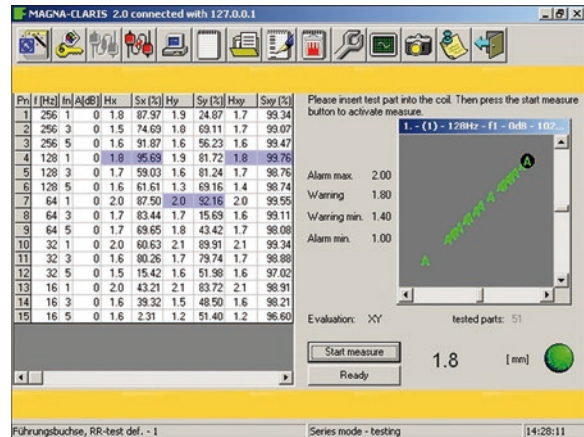 MAGNA-CLARIS 2.0 connected with 127.0.0.1
Pn f [Hz] fn A[dB] Hx Sx [%] Hy Sy [%] Hxy Sxy [%]
1 256 1 0 1.8 87.97 1.9 24.87 1.7 99.34
2 256 3 0 1.5 74.69 1.8 69.11 1.7 99.07
3 256 5 0 1.6 91.87 1.6 56.23 1.6 99.47
4 128 1 0 1.8 95.69 1.9 81.72 1.8 99.76
5 128 3 0 1.7 59.03 1.6 81.24 1.7 98.76
6 128 5 0 1.6 61.61 1.3 69.16 1.4 98.74
7 64 1 0 2.0 87.50 2.0 92.16 2.0 99.55
8 64 3 0 1.7 83.44 1.7 15.69 1.6 99.11
9 64 5 0 1.7 69.65 1.8 43.42 1.7 98.08
10 32 1 0 2.0 60.63 2.1 89.91 2.1 99.34
11 32 3 0 1.6 80.26 1.7 79.74 1.7 98.88
12 32 5 0 1.5 15.42 1.6 51.98 1.6 97.02
13 16 1 0 2.0 43.21 2.1 83.72 2.1 98.91
14 16 3 0 1.6 39.32 1.5 48.50 1.6 98.21
15 16 5 0 1.6 2.31 1.2 51.40 1.2 96.60
Please insert test part into the coil. Then press the start measure
button to activate measure.
1. - (1) - 128Hz - f1 - 0dB - 102...
Alarm max. 2.00
Warring 1.80
Warring min. 1.40
Alarm min. 1.00
A
A
Evaluation: XY tested parts: 51
Start measure
Ready
1.8 [mm]
Führungsbuchse, RR-test def. - 1
Series mode - testing
14:28:11